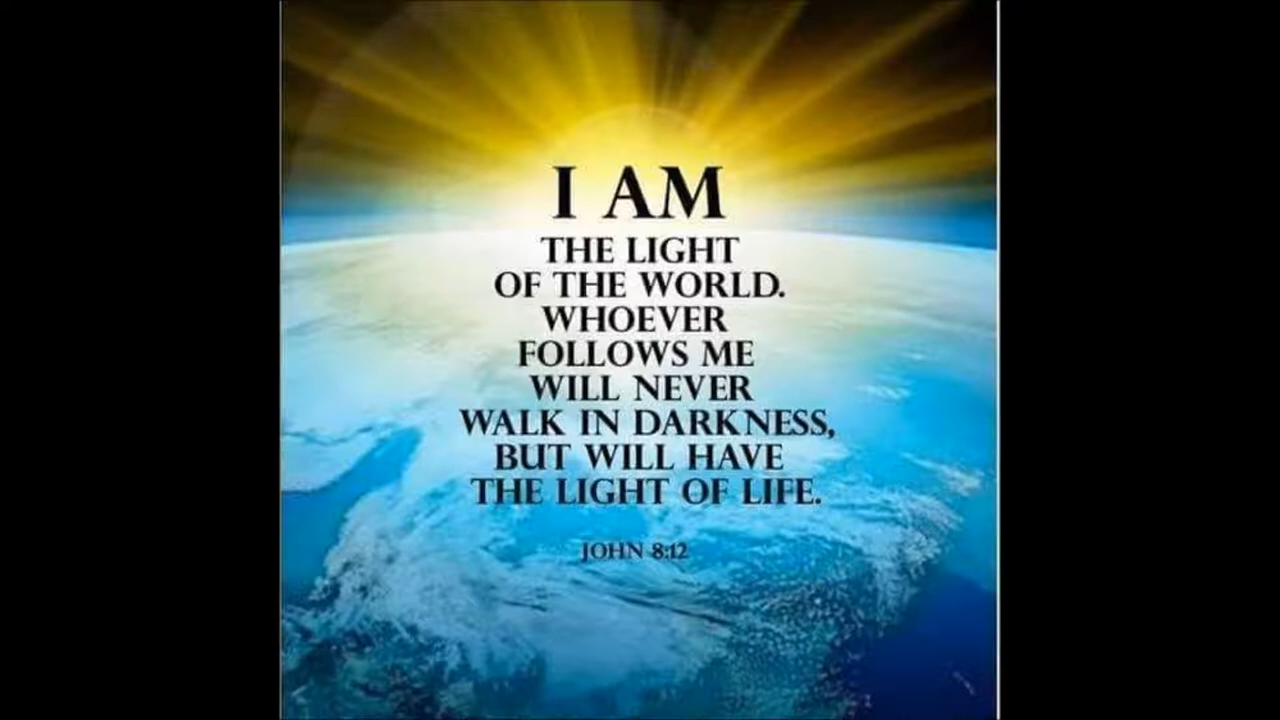 I AM
THE LIGHT
OF THE WORLD.
WHOEVER
FOLLOWS ME
WILL NEVER
WALK IN DARKNESS,
BUT WILL HAVE
THE LIGHT OF LIFE.
JOHN 8:12